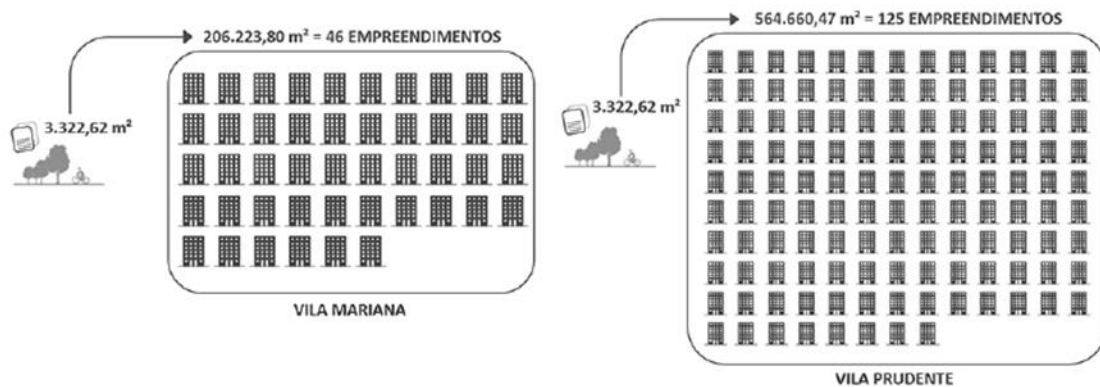 206.223,80 m² = 46 EMPREENDIMENTOS
3.322,62 m²
VILA MARIANA
564.660,47 m² = 125 EMPREENDIMENTOS
3.322,62 m²
VILA PRUDENTE